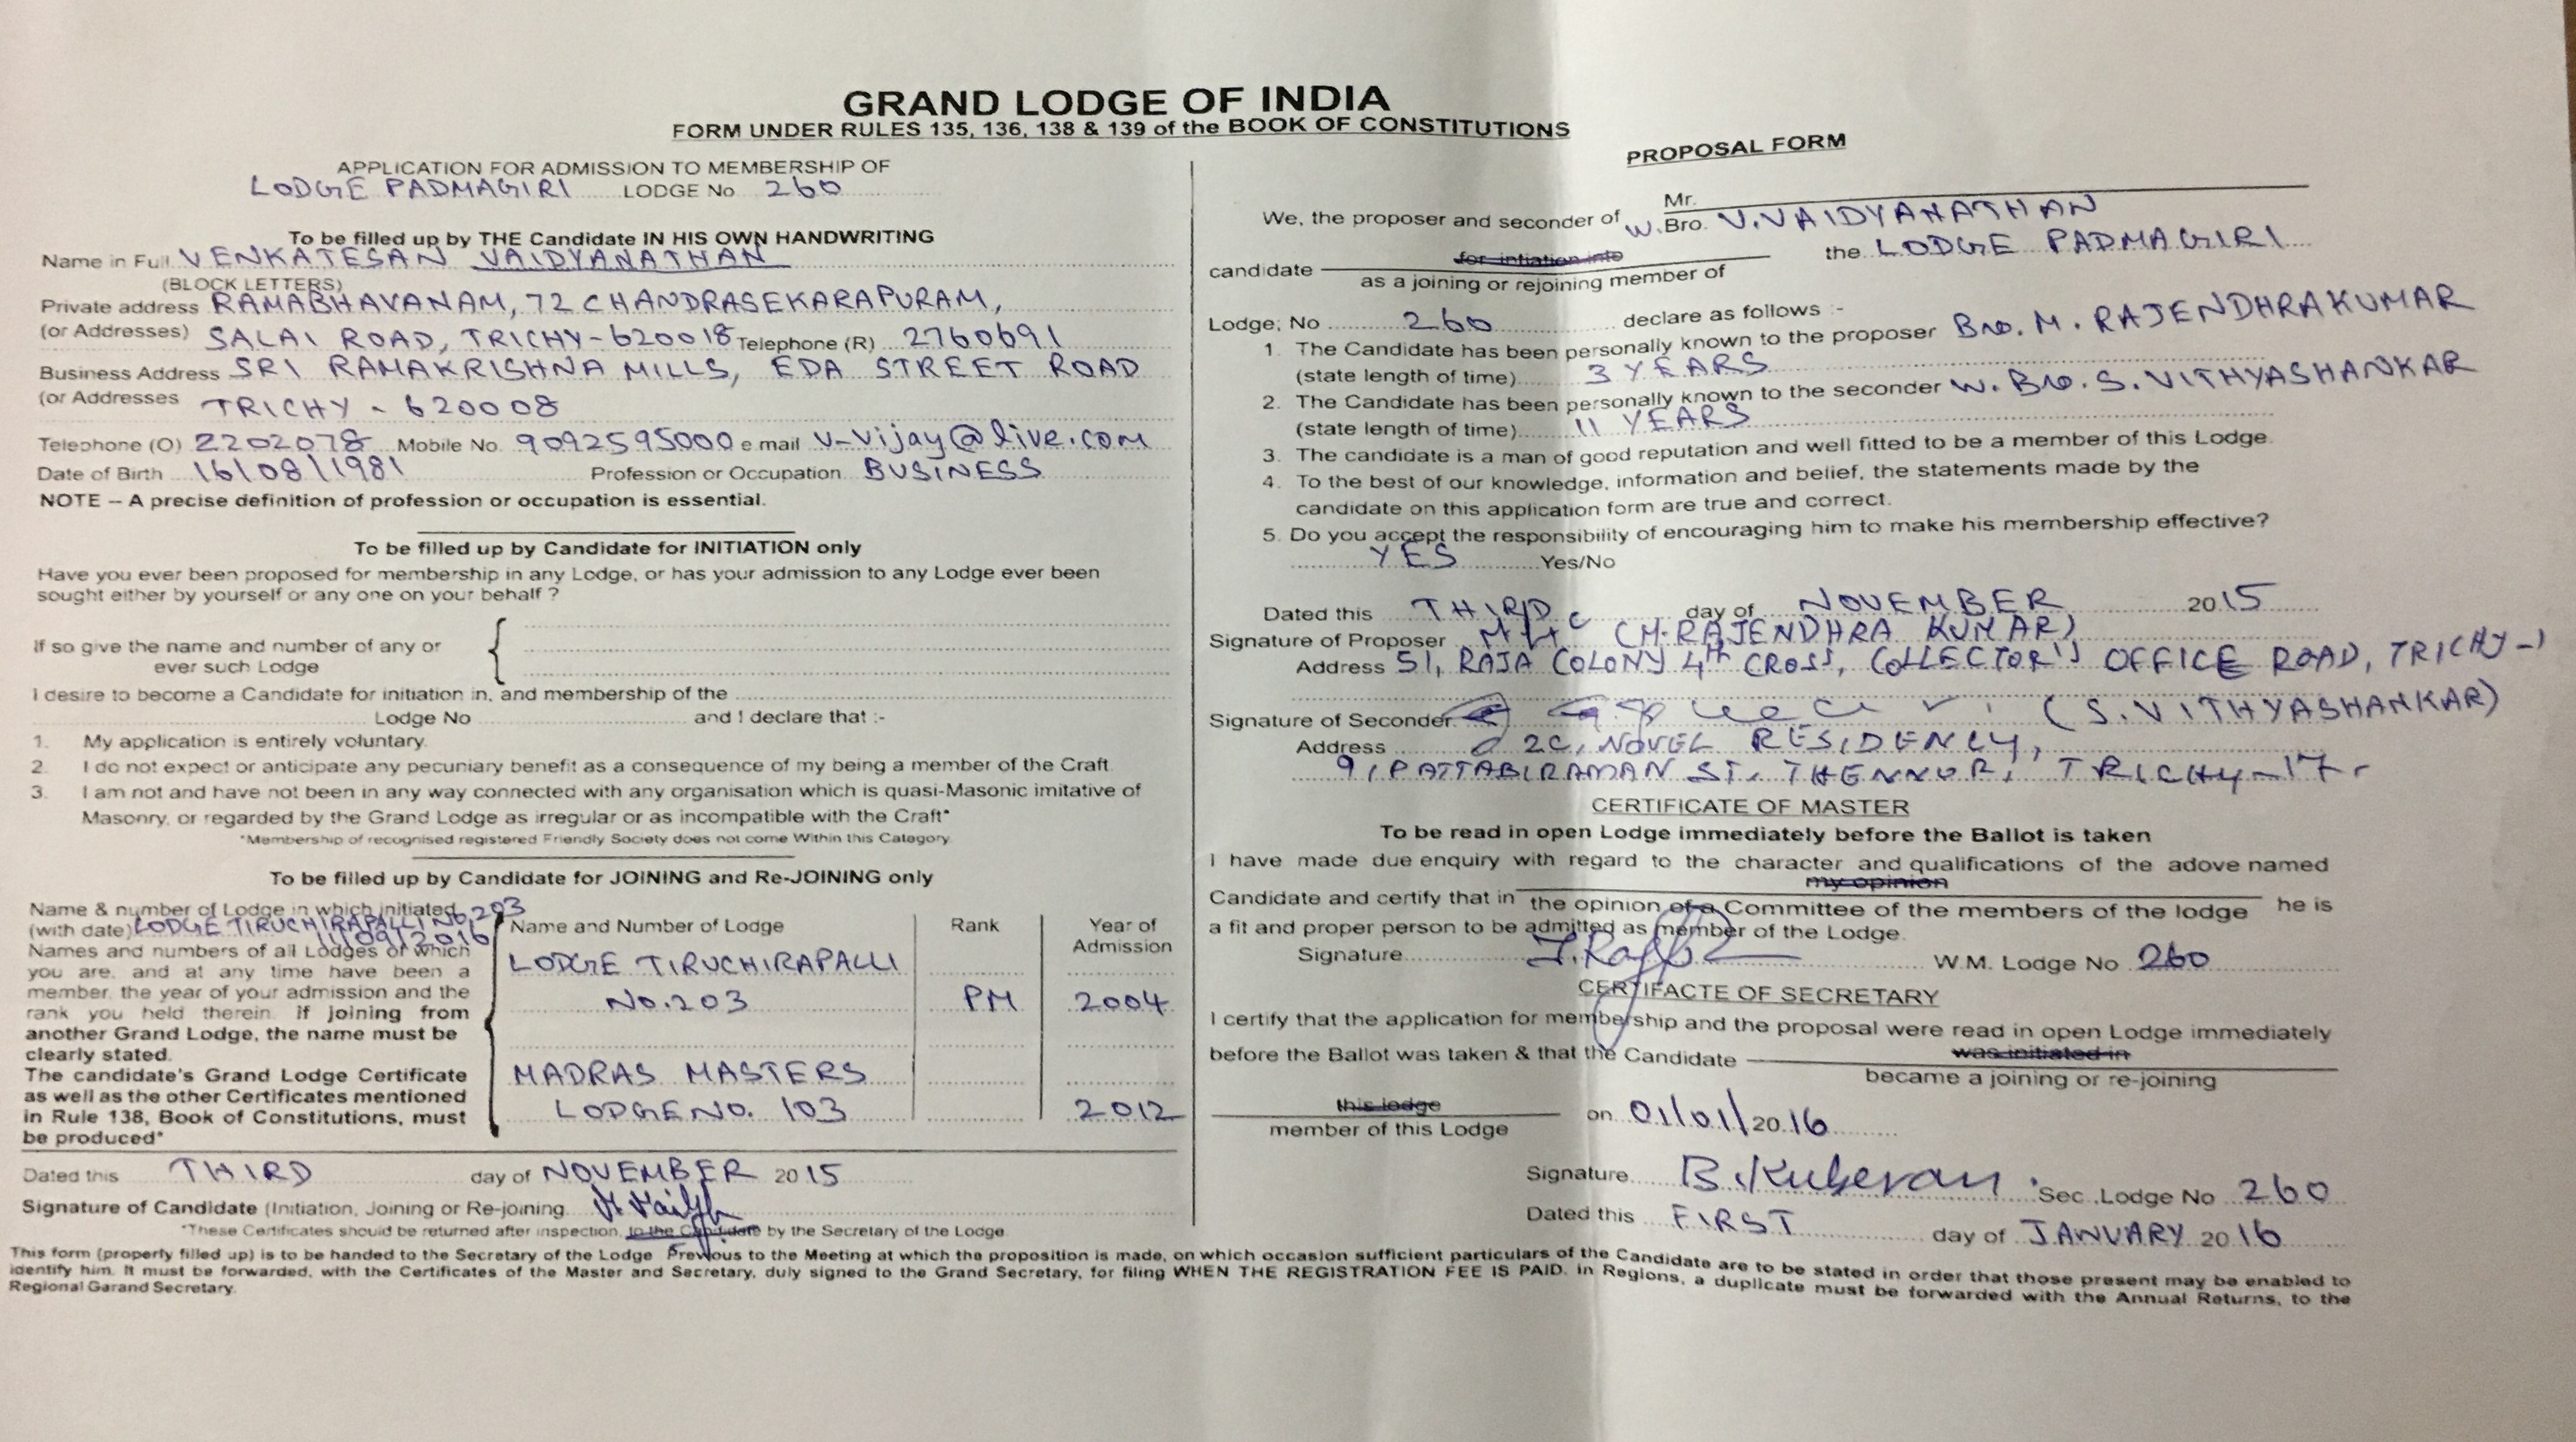 GRAND LODGE OF INDIA
FORM UNDER RULES 135, 136, 138 & 139 of the BOOK OF CONSTITUTIONS
APPLICATION FOR ADMISSION TO MEMBERSHIP OF
LODGE PADMAGIRI LODGE No 260
To be filled up by THE Candidate IN HIS OWN HANDWRITING
Name in Full VENKATESAN VAIDYANATHAN
(BLOCK LETTERS)
Private address RAMABHAVANAM, 72 CHANDRASEKARAPURAM,
(or Addresses) SALAI ROAD, TRICHY-620018 Telephone (R) 2760691
Business Address SRI RAMAKRISHNA MILLS, EDA STREET ROAD
(or Addresses TRICHY - 620008
Telephone (O) 2202078 Mobile No. 9092595000 e mail v-vijay@live.com
Date of Birth 16/08/1981 Profession or Occupation BUSINESS
NOTE – A precise definition of profession or occupation is essential.
To be filled up by Candidate for INITIATION only
Have you ever been proposed for membership in any Lodge, or has your admission to any Lodge ever been
sought either by yourself or any one on your behalf ?
If so give the name and number of any or
ever such Lodge
I desire to become a Candidate for initiation in, and membership of the
Lodge No and I declare that :-
1. My application is entirely voluntary.
2. I do not expect or anticipate any pecuniary benefit as a consequence of my being a member of the Craft
3. I am not and have not been in any way connected with any organisation which is quasi-Masonic imitative of
Masonry, or regarded by the Grand Lodge as irregular or as incompatible with the Craft*
*Membership of recognised registered Friendly Society does not come Within this Category
To be filled up by Candidate for JOINING and Re-JOINING only
Name & number of Lodge in which initiated
(with date) LODGE TIRUCHIRAPALLI No.203
11/09/2016
Names and numbers of all Lodges of which
you are, and at any time have been a
member, the year of your admission and the
rank you held therein. If joining from
another Grand Lodge, the name must be
clearly stated.
The candidate's Grand Lodge Certificate
as well as the other Certificates mentioned
in Rule 138, Book of Constitutions, must
be produced*
Name and Number of Lodge Rank Year of Admission
LODGE TIRUCHIRAPALLI
No.203 PM 2004
MADRAS MASTERS
LODGE NO. 103 2012
Dated this THIRD day of NOVEMBER 2015
Signature of Candidate (Initiation, Joining or Re-joining
*These Certificates should be returned after inspection, to the Candidate by the Secretary of the Lodge
PROPOSAL FORM
Mr.
We, the proposer and seconder of W. Bro. V. VAIDYANATHAN
for intiation into
candidate the LODGE PADMAGIRI
as a joining or rejoining member of
Lodge, No 260 declare as follows :-
1. The Candidate has been personally known to the proposer Bro. M. RAJENDHRAKUMAR
(state length of time) 3 YEARS
2. The Candidate has been personally known to the seconder W. Bro. S. VITHYASHANKAR
(state length of time) 11 YEARS
3. The candidate is a man of good reputation and well fitted to be a member of this Lodge.
4. To the best of our knowledge, information and belief, the statements made by the
candidate on this application form are true and correct.
5. Do you accept the responsibility of encouraging him to make his membership effective?
YES Yes/No
Dated this THIRD day of NOVEMBER 2015
Signature of Proposer (M. RAJENDHRA KUMAR)
Address 51, RAJA COLONY 4th CROSS, COLLECTOR'S OFFICE ROAD, TRICHY-1
Signature of Seconder (S. VITHYASHANKAR)
Address 2C, NOVEL RESIDENCY,
9, PATTABIRAMAN ST. THENNUR, TRICHY-17.
CERTIFICATE OF MASTER
To be read in open Lodge immediately before the Ballot is taken
I have made due enquiry with regard to the character and qualifications of the adove named
my opinion
Candidate and certify that in the opinion of a Committee of the members of the lodge he is
a fit and proper person to be admitted as member of the Lodge.
Signature W.M. Lodge No 260
CERTIFACTE OF SECRETARY
I certify that the application for membership and the proposal were read in open Lodge immediately
before the Ballot was taken & that the Candidate was initiated in
became a joining or re-joining
this lodge
member of this Lodge on 01/01/2016
Signature B. Kuberan Sec .Lodge No 260
Dated this FIRST day of JANUARY 2016
This form (properly filled up) is to be handed to the Secretary of the Lodge Previous to the Meeting at which the proposition is made, on which occasion sufficient particulars of the Candidate are to be stated in order that those present may be enabled to
identify him. It must be forwarded, with the Certificates of the Master and Secretary, duly signed to the Grand Secretary, for filing WHEN THE REGISTRATION FEE IS PAID. in Regions, a duplicate must be forwarded with the Annual Returns, to the
Regional Garand Secretary.